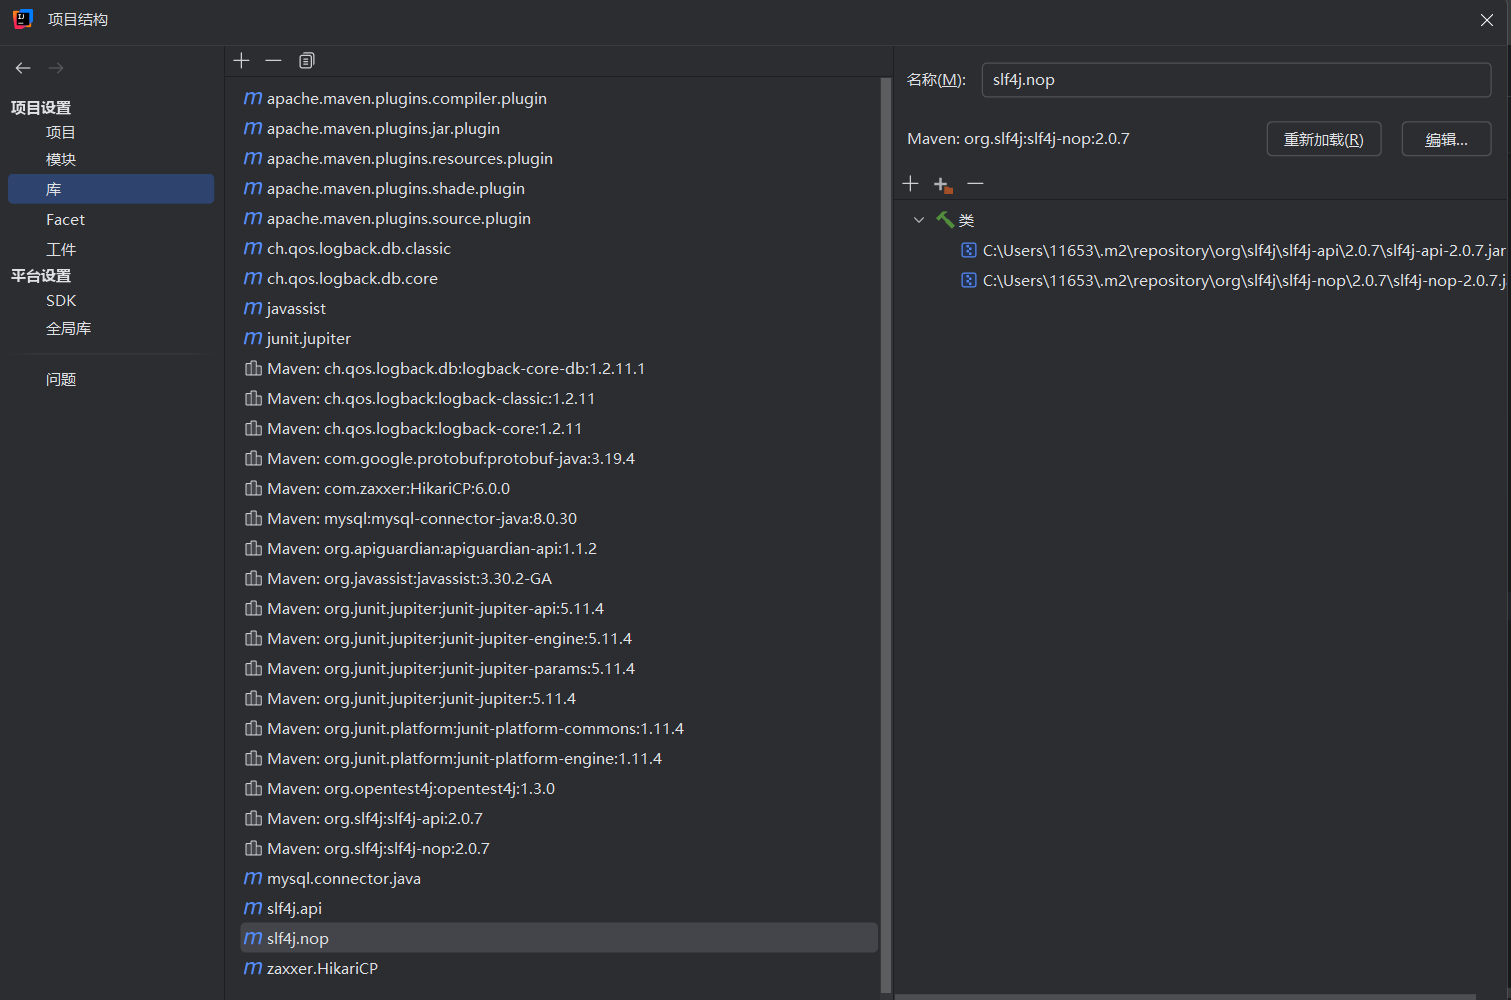 项目结构
项目设置
项目
模块
库
Facet
工件
平台设置
SDK
全局库
问题
m apache.maven.plugins.compiler.plugin
m apache.maven.plugins.jar.plugin
m apache.maven.plugins.resources.plugin
m apache.maven.plugins.shade.plugin
m apache.maven.plugins.source.plugin
m ch.qos.logback.db.classic
m ch.qos.logback.db.core
m javassist
m junit.jupiter
Maven: ch.qos.logback.db:logback-core-db:1.2.11.1
Maven: ch.qos.logback:logback-classic:1.2.11
Maven: ch.qos.logback:logback-core:1.2.11
Maven: com.google.protobuf:protobuf-java:3.19.4
Maven: com.zaxxer:HikariCP:6.0.0
Maven: mysql:mysql-connector-java:8.0.30
Maven: org.apiguardian:apiguardian-api:1.1.2
Maven: org.javassist:javassist:3.30.2-GA
Maven: org.junit.jupiter:junit-jupiter-api:5.11.4
Maven: org.junit.jupiter:junit-jupiter-engine:5.11.4
Maven: org.junit.jupiter:junit-jupiter-params:5.11.4
Maven: org.junit.jupiter:junit-jupiter:5.11.4
Maven: org.junit.platform:junit-platform-commons:1.11.4
Maven: org.junit.platform:junit-platform-engine:1.11.4
Maven: org.opentest4j:opentest4j:1.3.0
Maven: org.slf4j:slf4j-api:2.0.7
Maven: org.slf4j:slf4j-nop:2.0.7
m mysql.connector.java
m slf4j.api
m slf4j.nop
m zaxxer.HikariCP
名称(M): slf4j.nop
Maven: org.slf4j:slf4j-nop:2.0.7 重新加载(R) 编辑...
类
C:\Users\11653\.m2\repository\org\slf4j\slf4j-api\2.0.7\slf4j-api-2.0.7.jar
C:\Users\11653\.m2\repository\org\slf4j\slf4j-nop\2.0.7\slf4j-nop-2.0.7.j